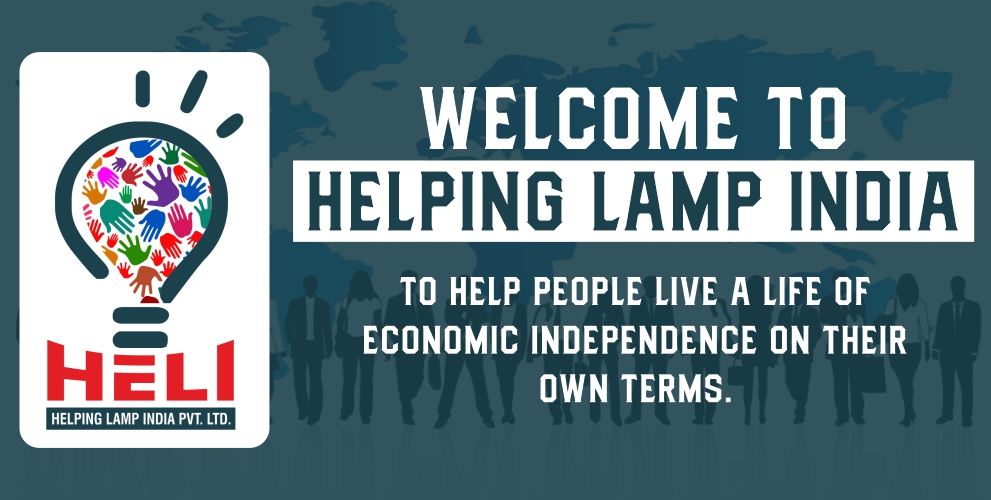 HELI
HELPING LAMP INDIA PVT. LTD.
WELCOME TO
HELPING LAMP INDIA
TO HELP PEOPLE LIVE A LIFE OF
ECONOMIC INDEPENDENCE ON THEIR
OWN TERMS.